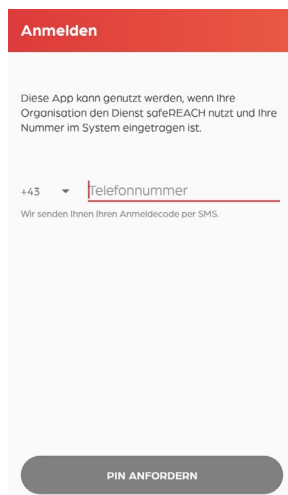 Anmelden
Diese App kann genutzt werden, wenn Ihre
Organisation den Dienst safeREACH nutzt und Ihre
Nummer im System eingetragen ist.
+43 Telefonnummer
Wir senden Ihnen Ihren Anmeldecode per SMS.
PIN ANFORDERN